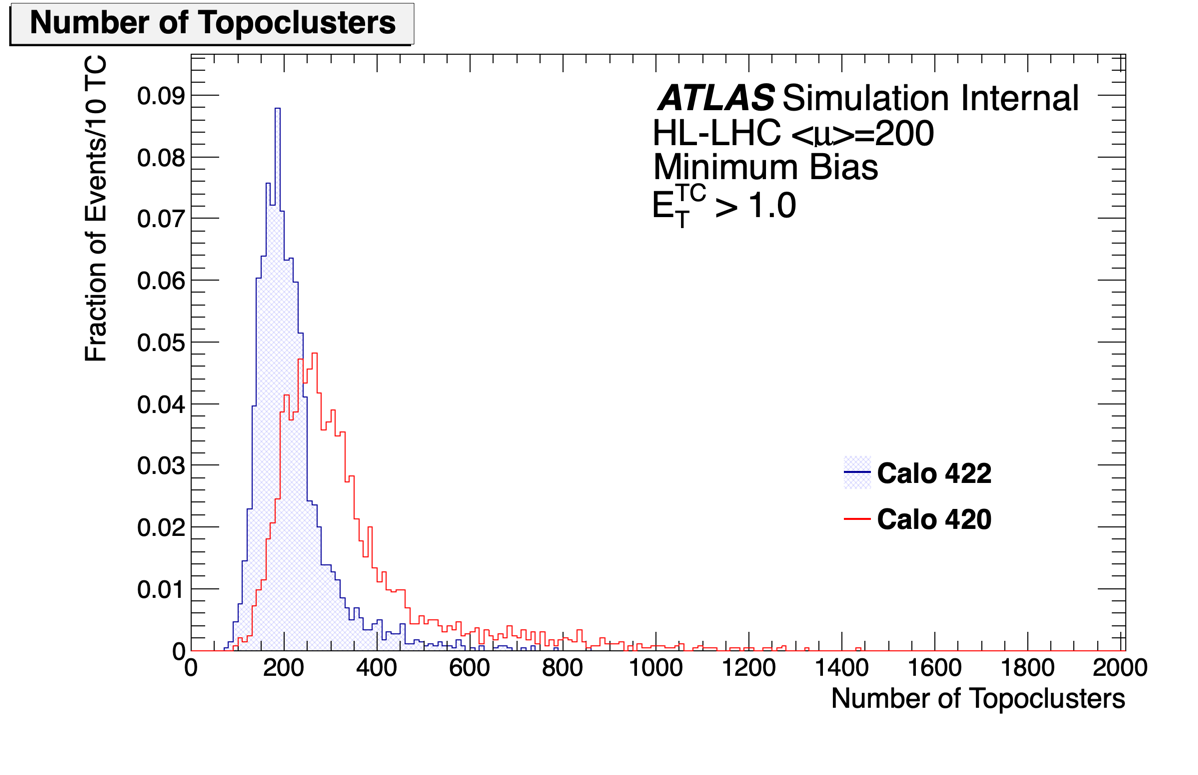 Number of Topoclusters
Fraction of Events/10 TC
0.09
0.08
0.07
0.06
0.05
0.04
0.03
0.02
0.01
0
ATLAS Simulation Internal
HL-LHC <μ>=200
Minimum Bias
E_T^TC > 1.0
Calo 422
Calo 420
0 200 400 600 800 1000 1200 1400 1600 1800 2000
Number of Topoclusters